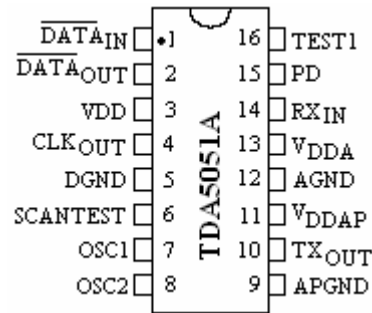 DATAIN 1 16 TEST1
DATAOUT 2 15 PD
VDD 3 14 RXIN
CLKOUT 4 13 VDDA
DGND 5 12 AGND
SCANTEST 6 11 VDDAP
OSC1 7 10 TXOUT
OSC2 8 9 APGND
TDA5051A